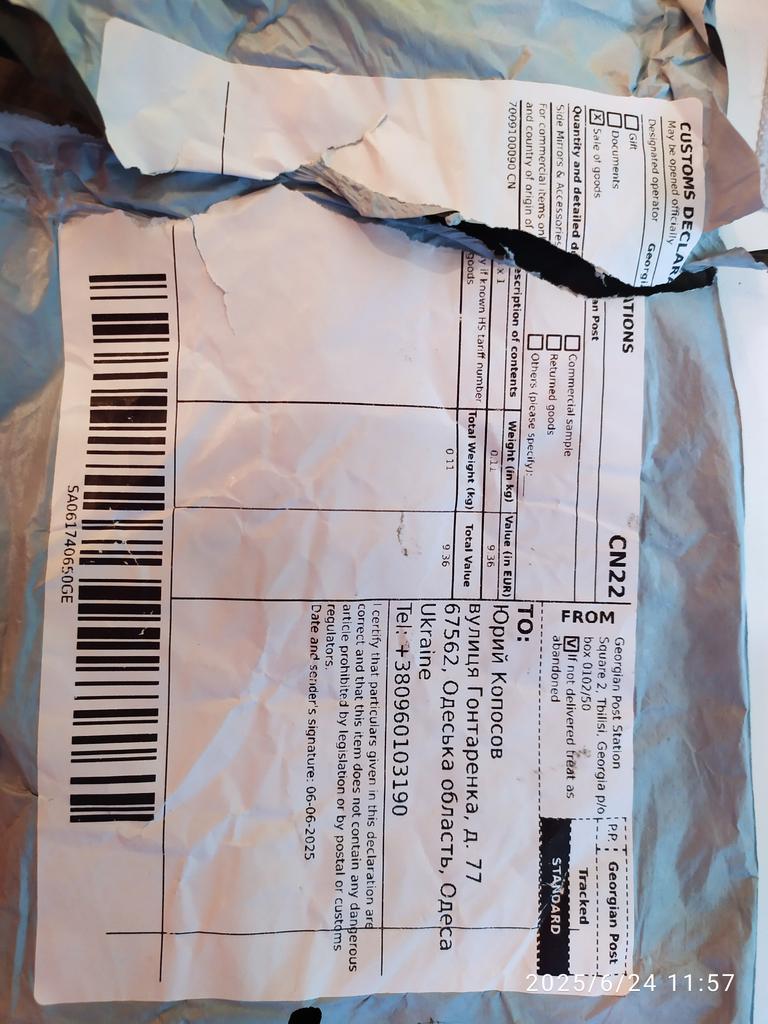 CUSTOMS DECLARATIONS
CN22
May be opened officially
Designated operator
Georgian Post
Gift
Documents
Sale of goods
Commercial sample
Returned goods
Others (please specify):
Quantity and detailed description of contents
Weight (in kg)
Value (in EUR)
Side Mirrors & Accessories x 1
0.11
9.36
For commercial items only if known HS tariff number
and country of origin of goods
Total Weight (kg)
Total Value
7009100090 CN
0.11
9.36
FROM
Georgian Post Station
Square 2, Tbilisi, Georgia p/o
box 0102/50
If not delivered treat as
abandoned
P.P.
Georgian Post
Tracked
STANDARD
TO:
Юрий Копосов
вулиця Гонтаренка, д. 77
67562, Одеська область, Одеса
Ukraine
Tel: +380960103190
I certify that particulars given in this declaration are
correct and that this item does not contain any dangerous
article prohibited by legislation or by postal or customs
regulators.
Date and sender's signature: 06-06-2025
SA061740650GE
2025/6/24 11:57